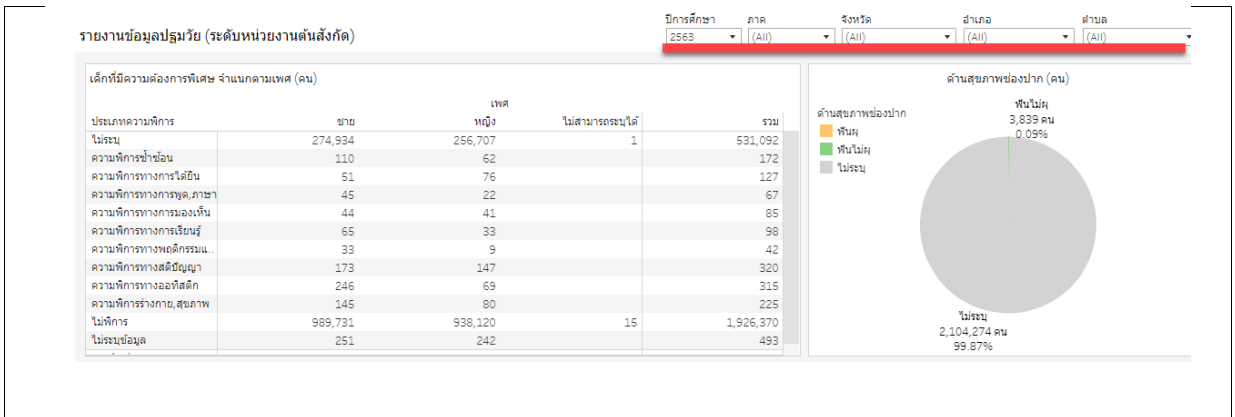 ปีการศึกษา ภาค จังหวัด อำเภอ ตำบล
รายงานข้อมูลปฐมวัย (ระดับหน่วยงานต้นสังกัด)
2563 (All) (All) (All) (All)
เด็กที่มีความต้องการพิเศษ จำแนกตามเพศ (คน)
เพศ
ประเภทความพิการ ชาย หญิง ไม่สามารถระบุได้ รวม
ไม่ระบุ 274,934 256,707 1 531,092
ความพิการซ้ำซ้อน 110 62 172
ความพิการทางการได้ยิน 51 76 127
ความพิการทางการพูด,ภาษา 45 22 67
ความพิการทางการมองเห็น 44 41 85
ความพิการทางการเรียนรู้ 65 33 98
ความพิการทางพฤติกรรมแ.. 33 9 42
ความพิการทางสติปัญญา 173 147 320
ความพิการทางออทิสติก 246 69 315
ความพิการร่างกาย,สุขภาพ 145 80 225
ไม่พิการ 989,731 938,120 15 1,926,370
ไม่ระบุข้อมูล 251 242 493
ด้านสุขภาพช่องปาก (คน)
ด้านสุขภาพช่องปาก
ฟันผุ
ฟันไม่ผุ
ไม่ระบุ
ฟันไม่ผุ
3,839 คน
0.09%
ไม่ระบุ
2,104,274 คน
99.87%